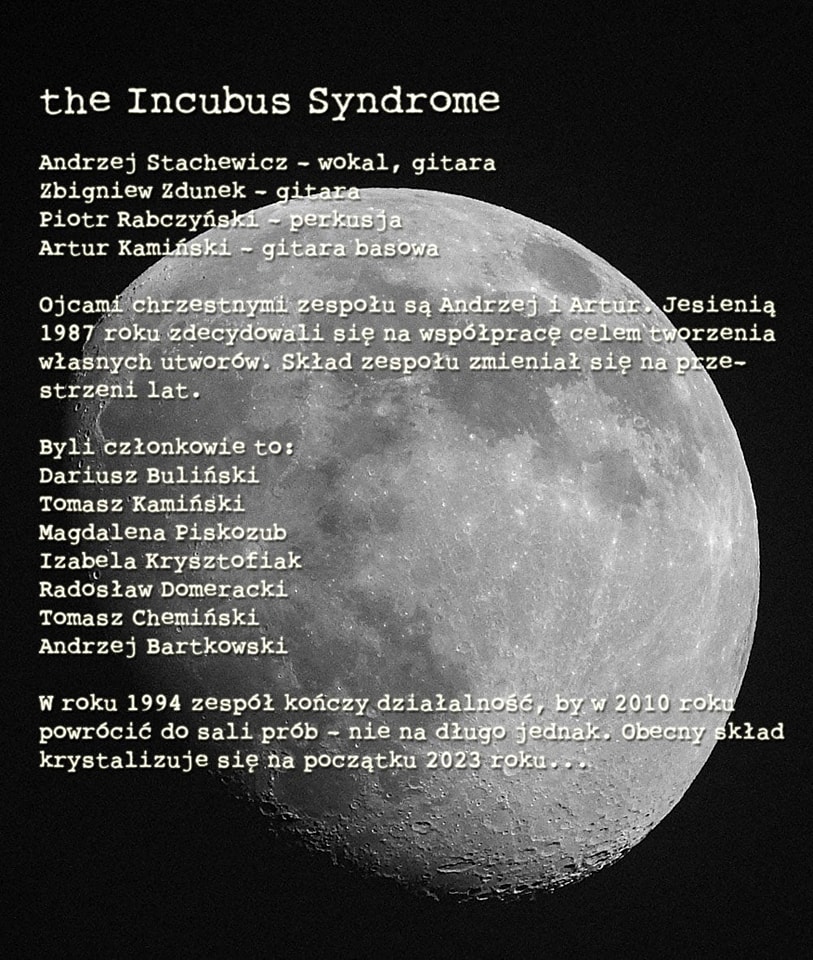 the Incubus Syndrome
Andrzej Stachewicz - wokal, gitara
Zbigniew Zdunek - gitara
Piotr Rabczyński - perkusja
Artur Kamiński - gitara basowa
Ojcami chrzestnymi zespołu są Andrzej i Artur. Jesienią
1987 roku zdecydowali się na współpracę celem tworzenia
własnych utworów. Skład zespołu zmieniał się na prze-
strzeni lat.
Byli członkowie to:
Dariusz Buliński
Tomasz Kamiński
Magdalena Piskozub
Izabela Krysztofiak
Radosław Domeracki
Tomasz Chemiński
Andrzej Bartkowski
W roku 1994 zespół kończy działalność, by w 2010 roku
powrócić do sali prób - nie na długo jednak. Obecny skład
krystalizuje się na początku 2023 roku...